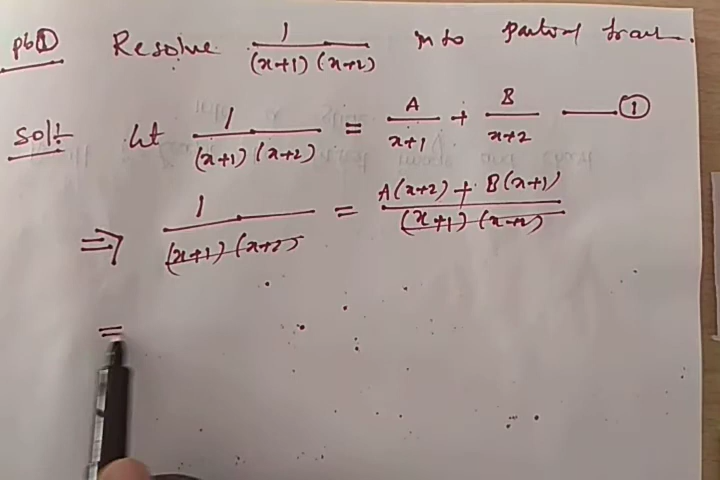 pb① Resolve 1/((x+1)(x+2)) into partial frac.
Sol:- Let 1/((x+1)(x+2)) = A/(x+1) + B/(x+2) —— ①
⇒ 1/((x+1)(x+2)) = (A(x+2) + B(x+1))/((x+1)(x+2))
=